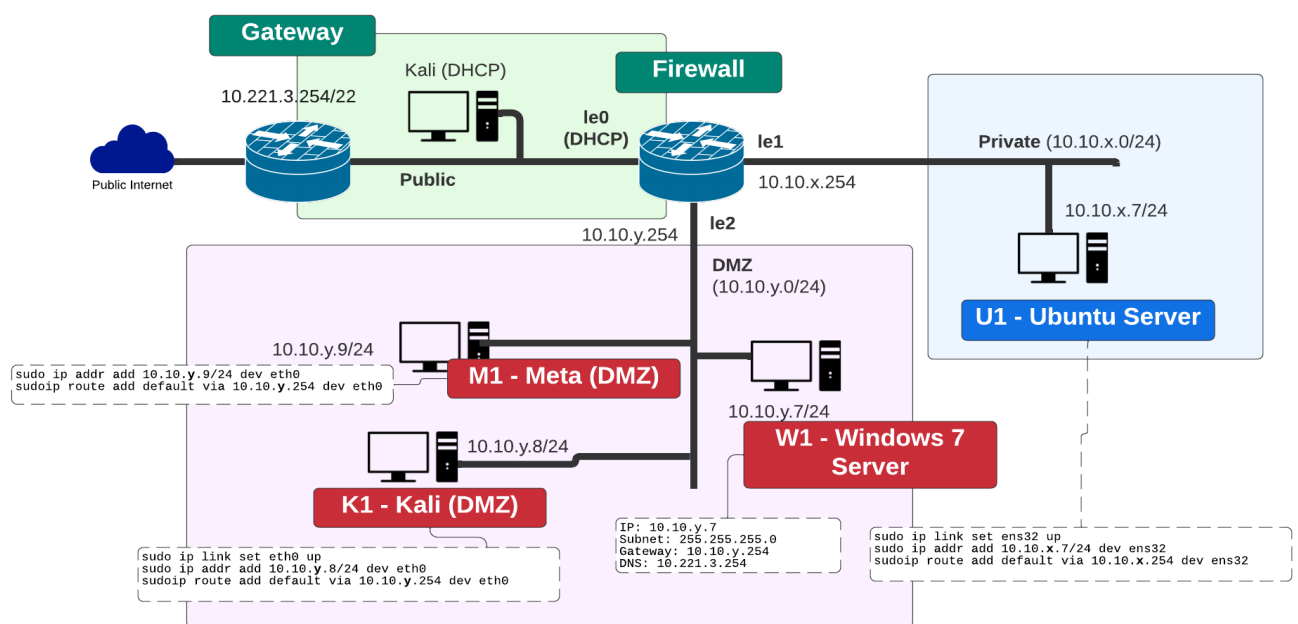 Gateway
Kali (DHCP)
Firewall
10.221.3.254/22
le0
(DHCP)
le1
Private (10.10.x.0/24)
Public Internet
Public
10.10.x.254
10.10.x.7/24
10.10.y.254
le2
DMZ
(10.10.y.0/24)
U1 - Ubuntu Server
10.10.y.9/24
sudo ip addr add 10.10.y.9/24 dev eth0
sudoip route add default via 10.10.y.254 dev eth0
M1 - Meta (DMZ)
10.10.y.7/24
W1 - Windows 7
Server
10.10.y.8/24
K1 - Kali (DMZ)
sudo ip link set eth0 up
sudo ip addr add 10.10.y.8/24 dev eth0
sudoip route add default via 10.10.y.254 dev eth0
IP: 10.10.y.7
Subnet: 255.255.255.0
Gateway: 10.10.y.254
DNS: 10.221.3.254
sudo ip link set ens32 up
sudo ip addr add 10.10.x.7/24 dev ens32
sudoip route add default via 10.10.x.254 dev ens32